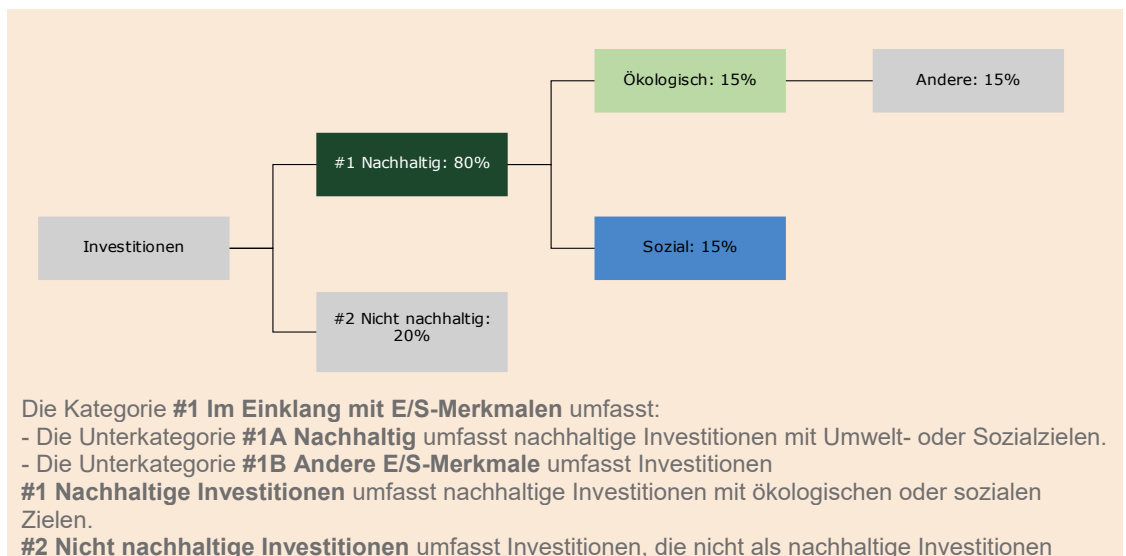 Ökologisch: 15%
Andere: 15%
#1 Nachhaltig: 80%
Investitionen
Sozial: 15%
#2 Nicht nachhaltig:
20%
Die Kategorie #1 Im Einklang mit E/S-Merkmalen umfasst:
- Die Unterkategorie #1A Nachhaltig umfasst nachhaltige Investitionen mit Umwelt- oder Sozialzielen.
- Die Unterkategorie #1B Andere E/S-Merkmale umfasst Investitionen
#1 Nachhaltige Investitionen umfasst nachhaltige Investitionen mit ökologischen oder sozialen
Zielen.
#2 Nicht nachhaltige Investitionen umfasst Investitionen, die nicht als nachhaltige Investitionen